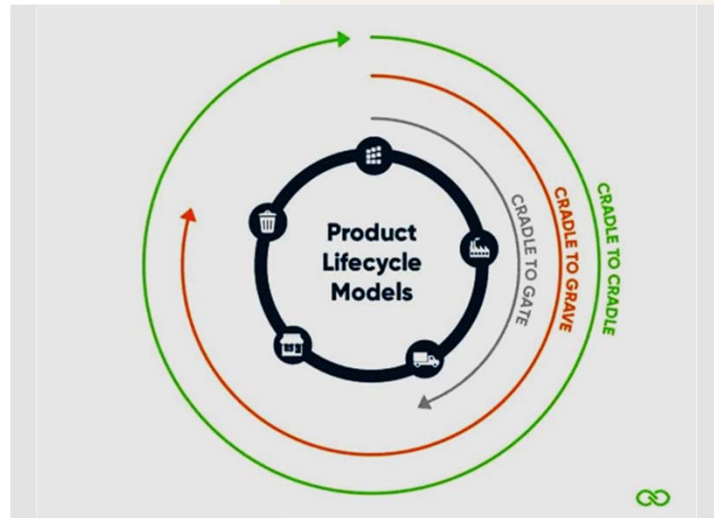 Product
Lifecycle
Models
CRADLE TO GATE
CRADLE TO GRAVE
CRADLE TO CRADLE